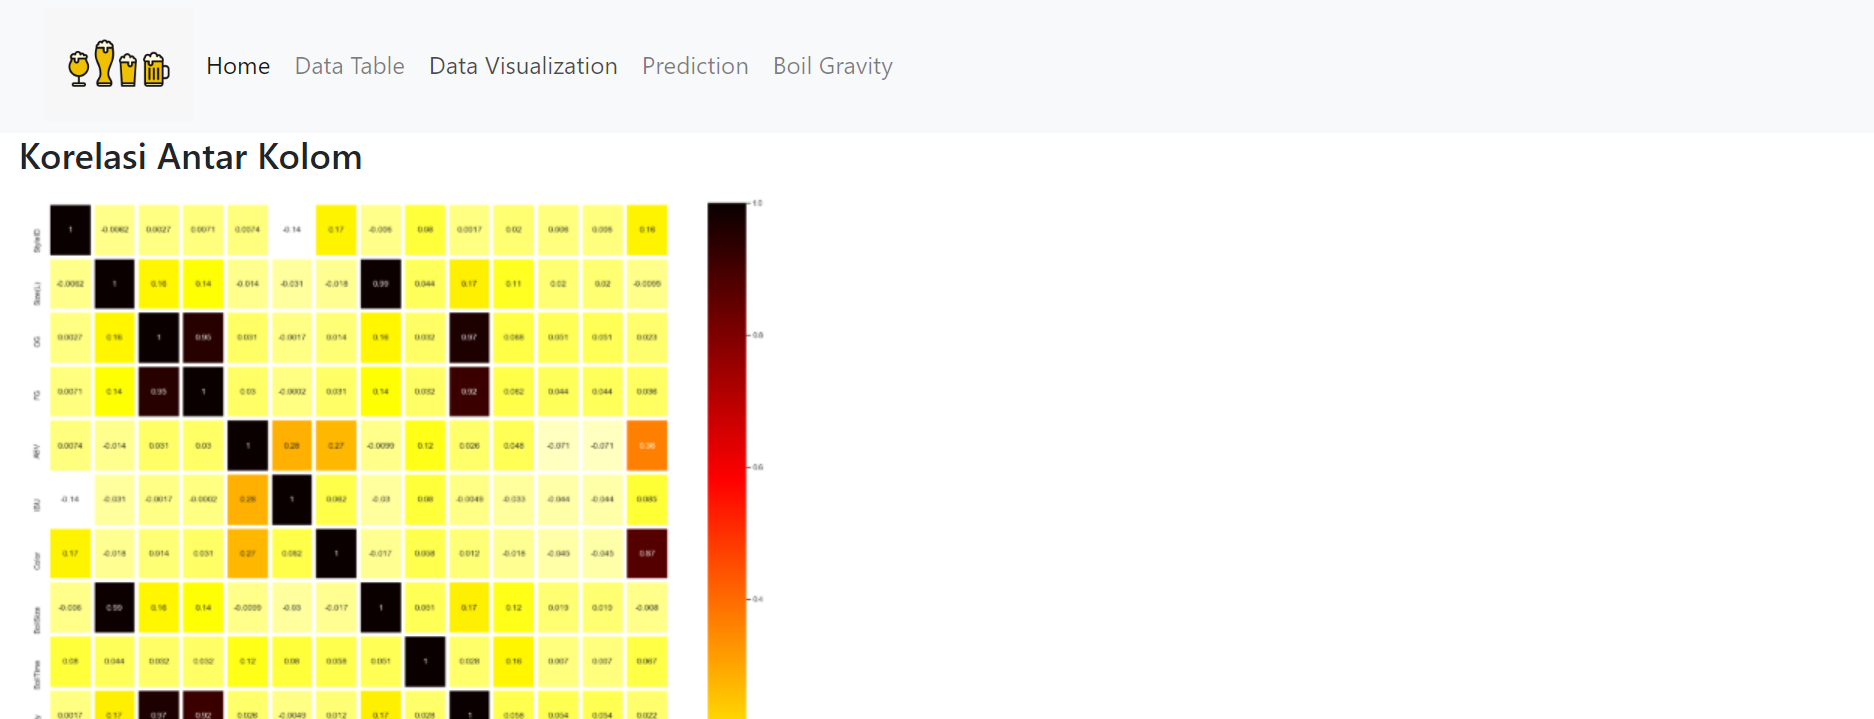 Home Data Table Data Visualization Prediction Boil Gravity
Korelasi Antar Kolom
StyleID 1 -0.0062 0.0027 0.0071 0.0074 -0.14 0.17 -0.006 0.08 0.0017 0.02 0.006 0.006 0.16
Size(L) -0.0062 1 0.16 0.14 -0.014 -0.031 -0.018 0.99 0.044 0.17 0.11 0.02 0.02 -0.0095
OG 0.0027 0.16 1 0.95 0.031 -0.0017 0.014 0.16 0.032 0.97 0.068 0.051 0.051 0.023
FG 0.0071 0.14 0.95 1 0.03 -0.0002 0.031 0.14 0.032 0.92 0.062 0.044 0.044 0.036
ABV 0.0074 -0.014 0.031 0.03 1 0.28 0.27 -0.0099 0.12 0.026 0.048 -0.071 -0.071 0.36
IBU -0.14 -0.031 -0.0017 -0.0002 0.28 1 0.062 -0.03 0.08 -0.0049 -0.033 -0.044 -0.044 0.085
Color 0.17 -0.018 0.014 0.031 0.27 0.062 1 -0.017 0.058 0.012 -0.045 -0.045 0.87
BoilSize -0.006 0.99 0.16 0.14 -0.0099 -0.03 -0.017 1 0.051 0.17 0.12 0.019 0.019 -0.008
BoilTime 0.08 0.044 0.032 0.032 0.12 0.08 0.058 0.051 1 0.028 0.16 0.007 0.007 0.067
0.0017 0.17 0.97 0.92 0.026 -0.0049 0.012 0.17 0.028 1 0.058 0.054 0.054 0.022
1.0
0.8
0.6
0.4